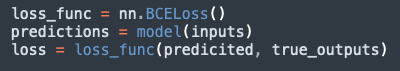 loss_func = nn.BCELoss()
predictions = model(inputs)
loss = loss_func(predicited, true_outputs)